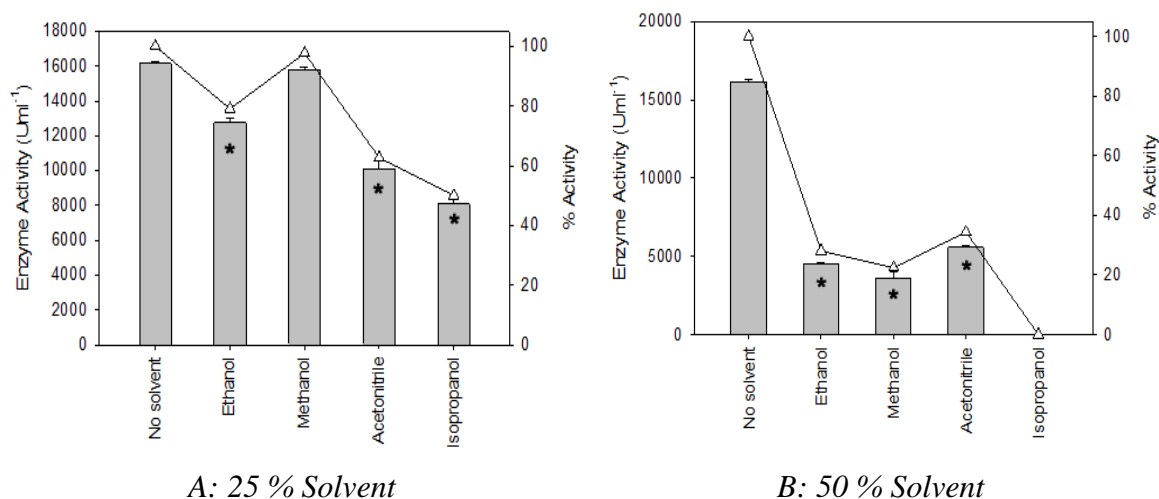 18000
16000
14000
12000
10000
8000
6000
4000
2000
0
Enzyme Activity (Uml-1)
100
80
60
40
20
0
% Activity
*
*
*
No solvent
Ethanol
Methanol
Acetonitrile
Isopropanol
A: 25 % Solvent
20000
15000
10000
5000
0
Enzyme Activity (Uml-1)
100
80
60
40
20
0
% Activity
*
*
*
No solvent
Ethanol
Methanol
Acetonitrile
Isopropanol
B: 50 % Solvent